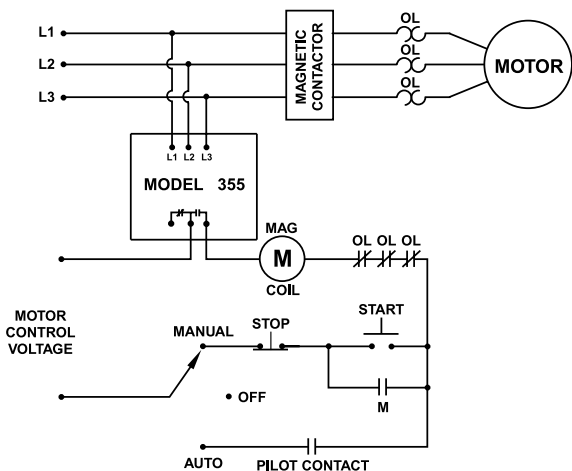 L1
L2
L3
MAGNETIC
CONTACTOR
OL
OL
OL
MOTOR
L1 L2 L3
MODEL 355
MAG
M
COIL
OL OL OL
MOTOR
CONTROL
VOLTAGE
MANUAL
STOP
START
M
OFF
AUTO
PILOT CONTACT